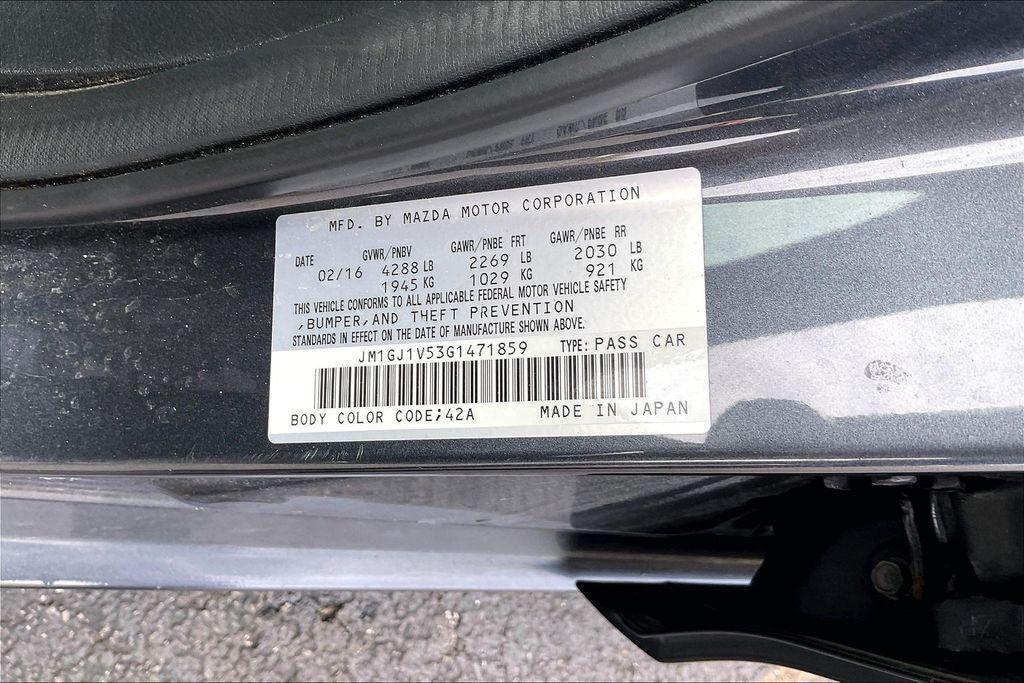 MFD. BY MAZDA MOTOR CORPORATION
DATE GVWR/PNBV GAWR/PNBE FRT GAWR/PNBE RR
02/16 4288 LB 2269 LB 2030 LB
1945 KG 1029 KG 921 KG
THIS VEHICLE CONFORMS TO ALL APPLICABLE FEDERAL MOTOR VEHICLE SAFETY
,BUMPER,AND THEFT PREVENTION
STANDARDS IN EFFECT ON THE DATE OF MANUFACTURE SHOWN ABOVE.
JM1GJ1V53G1471859 TYPE: PASS CAR
BODY COLOR CODE;42A MADE IN JAPAN